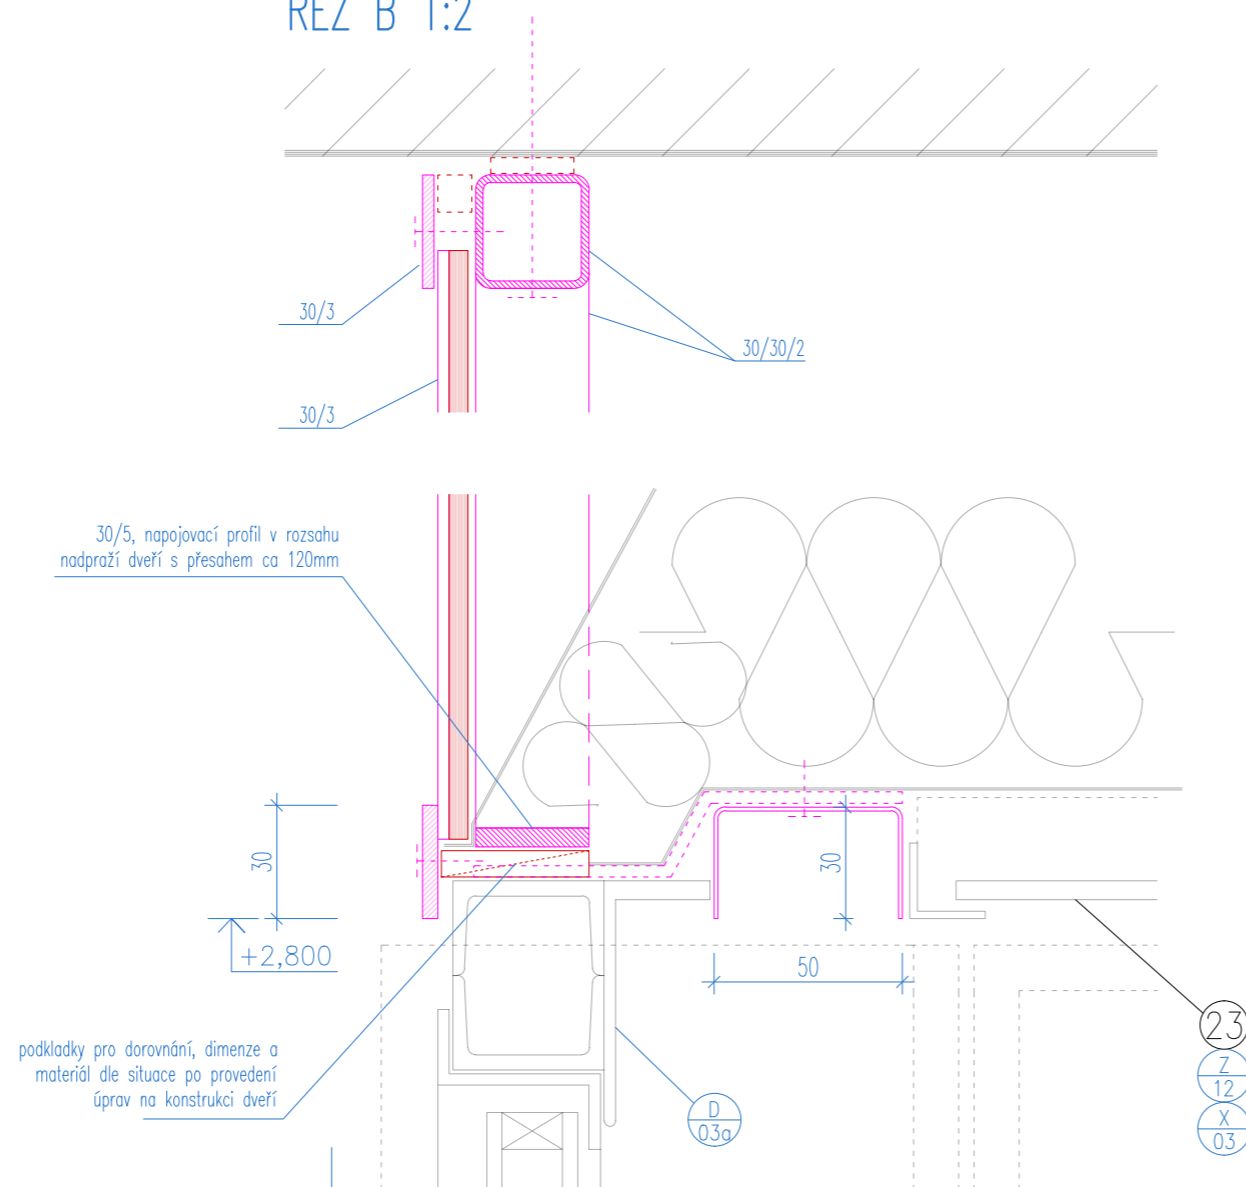 ŘEZ B 1:2
30/3
30/30/2
30/3
30/5, napojovací profil v rozsahu
nadpraží dveří s přesahem ca 120mm
30
30
+2,800
50
23
Z
12
X
03
podkladky pro dorovnání, dimenze a
materiál dle situace po provedení
úprav na konstrukci dveří
D
03a